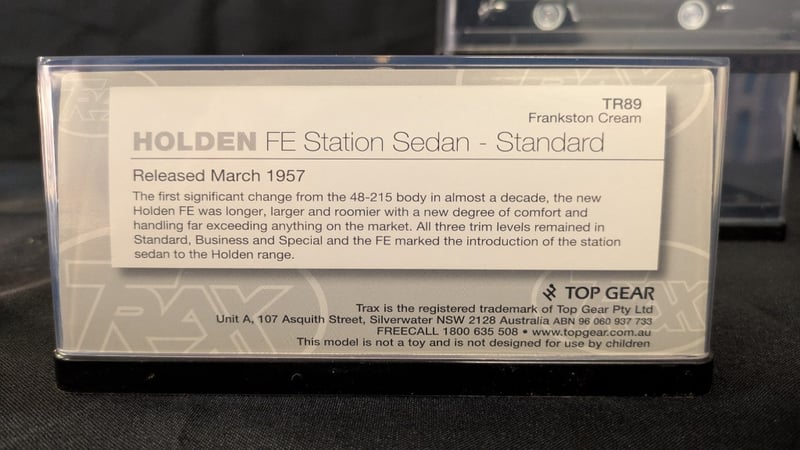 TR89
Frankston Cream
HOLDEN FE Station Sedan - Standard
Released March 1957
The first significant change from the 48-215 body in almost a decade, the new
Holden FE was longer, larger and roomier with a new degree of comfort and
handling far exceeding anything on the market. All three trim levels remained in
Standard, Business and Special and the FE marked the introduction of the station
sedan to the Holden range.
TOP GEAR
Trax is the registered trademark of Top Gear Pty Ltd
Unit A, 107 Asquith Street, Silverwater NSW 2128 Australia ABN 96 060 937 733
FREECALL 1800 635 508 • www.topgear.com.au
This model is not a toy and is not designed for use by children
TRAX
TRAX